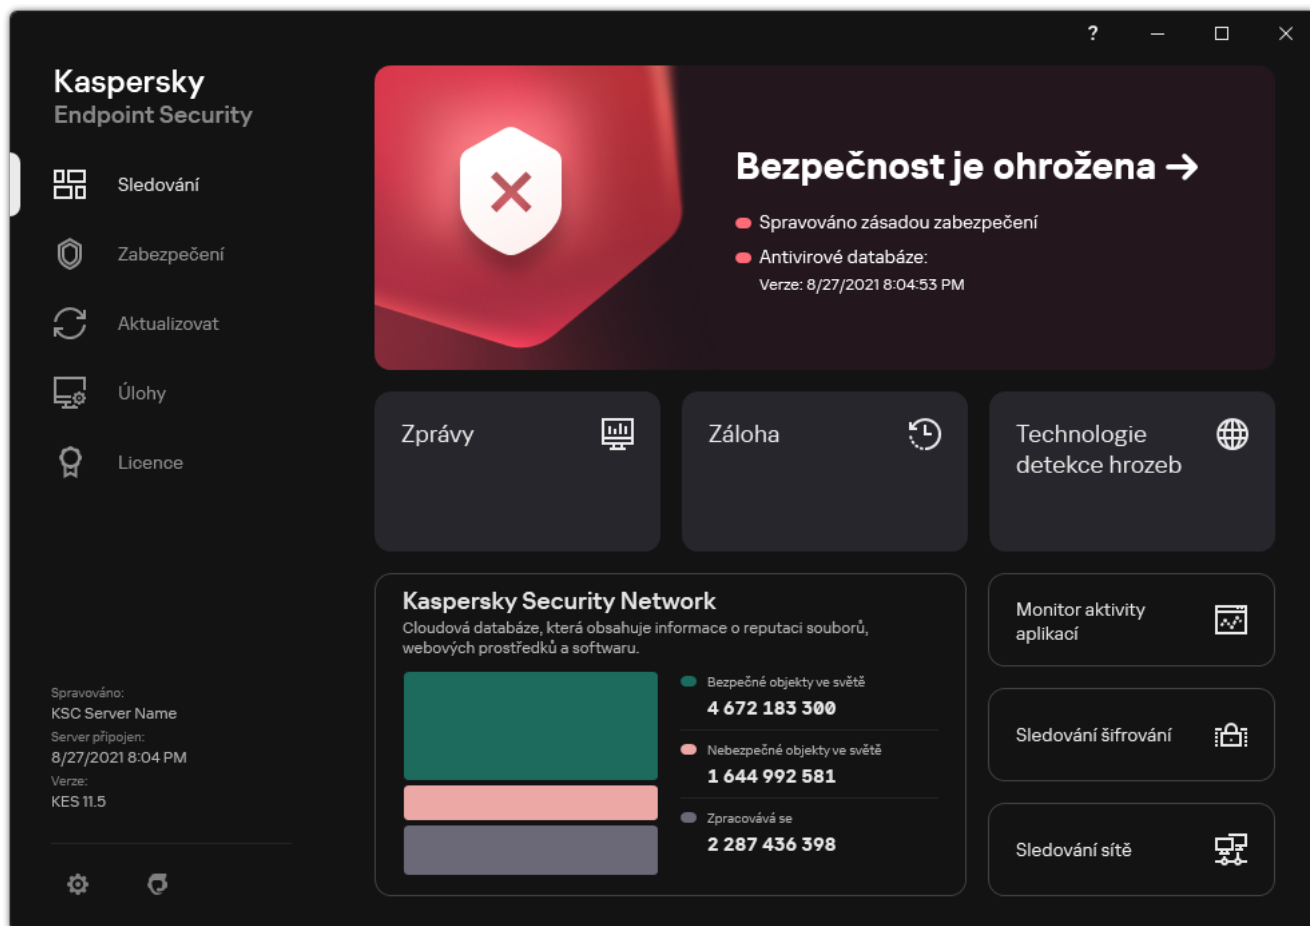 ?
Kaspersky
Endpoint Security
Sledování
Zabezpečení
Aktualizovat
Úlohy
Licence
Spravováno:
KSC Server Name
Server připojen:
8/27/2021 8:04 PM
Verze:
KES 11.5
Bezpečnost je ohrožena →
Spravováno zásadou zabezpečení
Antivirové databáze:
Verze: 8/27/2021 8:04:53 PM
Zprávy
Záloha
Technologie
detekce hrozeb
Kaspersky Security Network
Cloudová databáze, která obsahuje informace o reputaci souborů,
webových prostředků a softwaru.
Bezpečné objekty ve světě
4 672 183 300
Nebezpečné objekty ve světě
1 644 992 581
Zpracovává se
2 287 436 398
Monitor aktivity
aplikací
Sledování šifrování
Sledování sítě